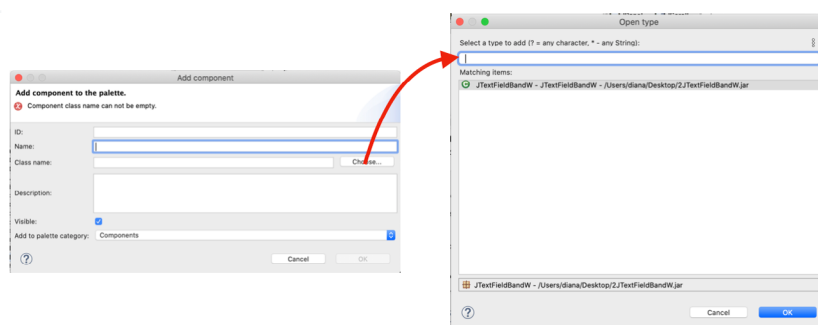 Add component
Add component to the palette.
Component class name can not be empty.
ID:
Name:
Class name:
Choose...
Description:
Visible:
Add to palette category:
Components
?
Cancel
OK
Open type
Select a type to add (? = any character, * - any String):
Matching items:
JTextFieldBandW - JTextFieldBandW - /Users/diana/Desktop/2JTextFieldBandW.jar
JTextFieldBandW - /Users/diana/Desktop/2JTextFieldBandW.jar
?
Cancel
OK